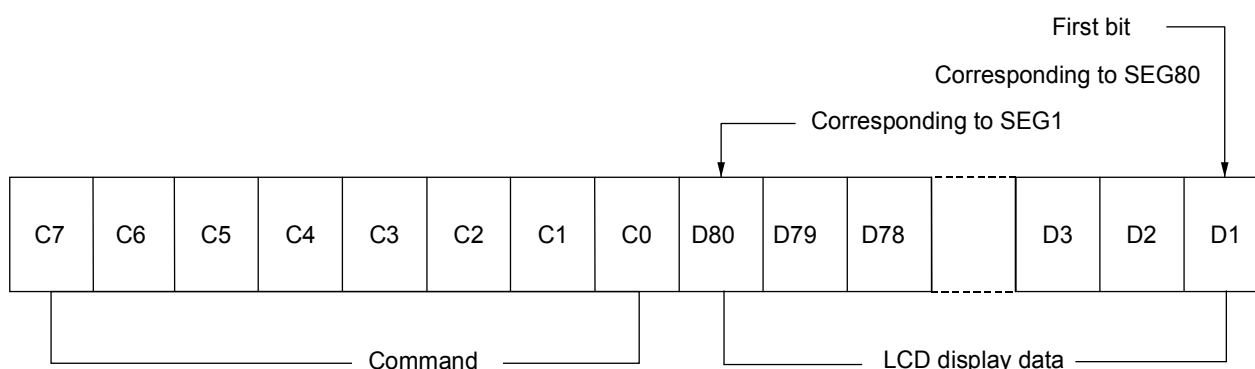 First bit
Corresponding to SEG80
Corresponding to SEG1
C7 C6 C5 C4 C3 C2 C1 C0 D80 D79 D78 D3 D2 D1
Command LCD display data